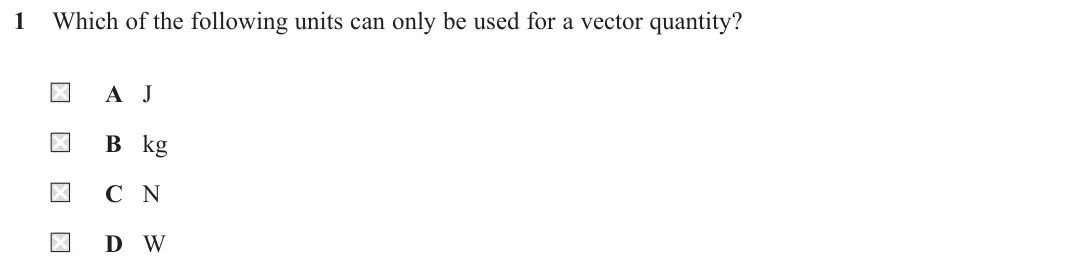 1 Which of the following units can only be used for a vector quantity?
A J
B kg
C N
D W